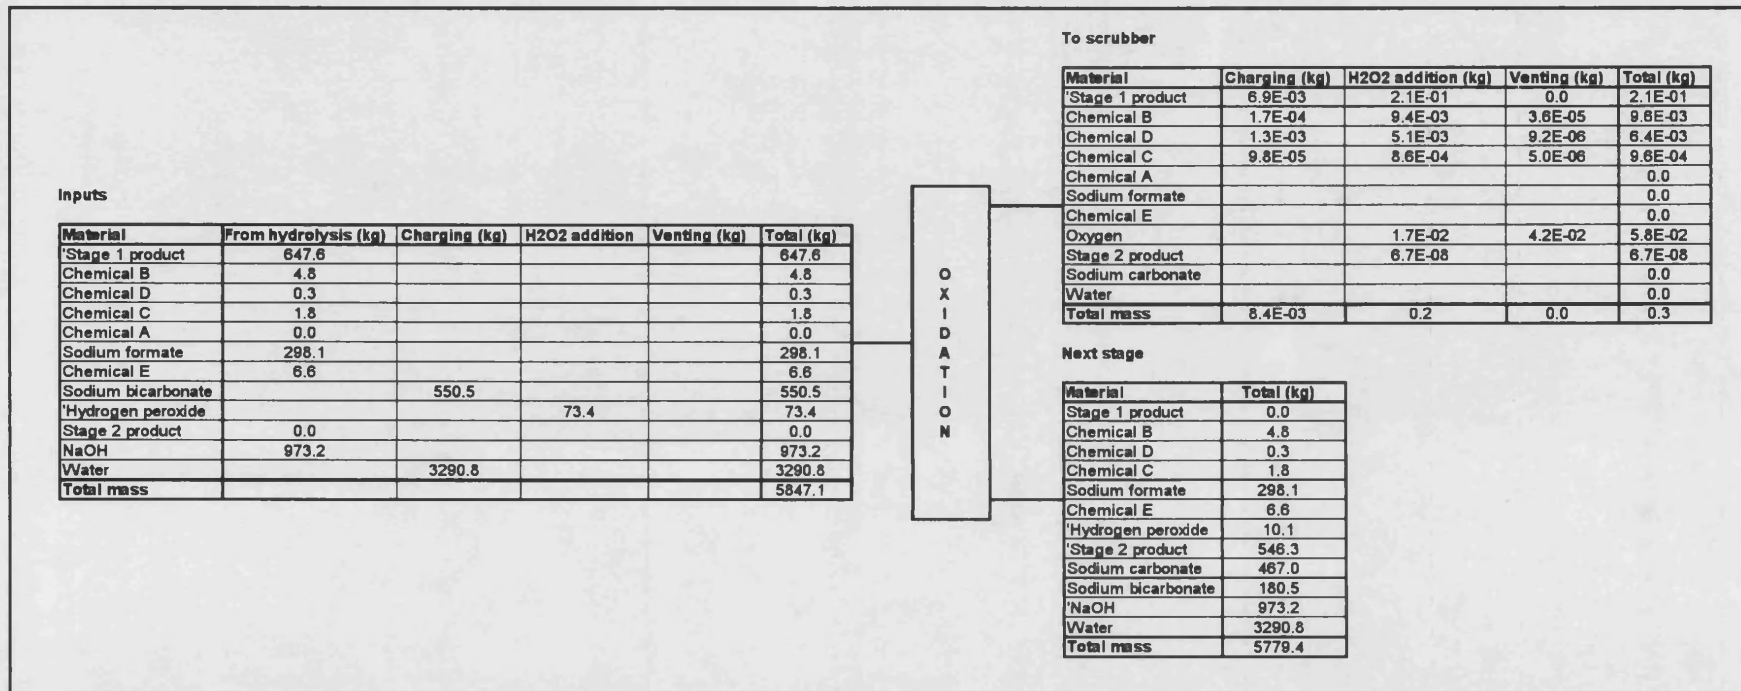 Inputs
Material From hydrolysis (kg) Charging (kg) H2O2 addition Venting (kg) Total (kg)
'Stage 1 product 647.6 647.6
Chemical B 4.8 4.8
Chemical D 0.3 0.3
Chemical C 1.8 1.8
Chemical A 0.0 0.0
Sodium formate 298.1 298.1
Chemical E 6.6 6.6
Sodium bicarbonate 550.5 550.5
'Hydrogen peroxide 73.4 73.4
Stage 2 product 0.0 0.0
NaOH 973.2 973.2
Water 3290.8 3290.8
Total mass 5847.1
O
X
I
D
A
T
I
O
N
To scrubber
Material Charging (kg) H2O2 addition (kg) Venting (kg) Total (kg)
'Stage 1 product 6.9E-03 2.1E-01 0.0 2.1E-01
Chemical B 1.7E-04 9.4E-03 3.6E-05 9.6E-03
Chemical D 1.3E-03 5.1E-03 9.2E-06 6.4E-03
Chemical C 9.8E-05 8.6E-04 5.0E-06 9.6E-04
Chemical A 0.0
Sodium formate 0.0
Chemical E 0.0
Oxygen 1.7E-02 4.2E-02 5.8E-02
Stage 2 product 6.7E-08 6.7E-08
Sodium carbonate 0.0
Water 0.0
Total mass 8.4E-03 0.2 0.0 0.3
Next stage
Material Total (kg)
Stage 1 product 0.0
Chemical B 4.8
Chemical D 0.3
Chemical C 1.8
Sodium formate 298.1
Chemical E 6.6
'Hydrogen peroxide 10.1
'Stage 2 product 546.3
Sodium carbonate 467.0
Sodium bicarbonate 180.5
'NaOH 973.2
Water 3290.8
Total mass 5779.4